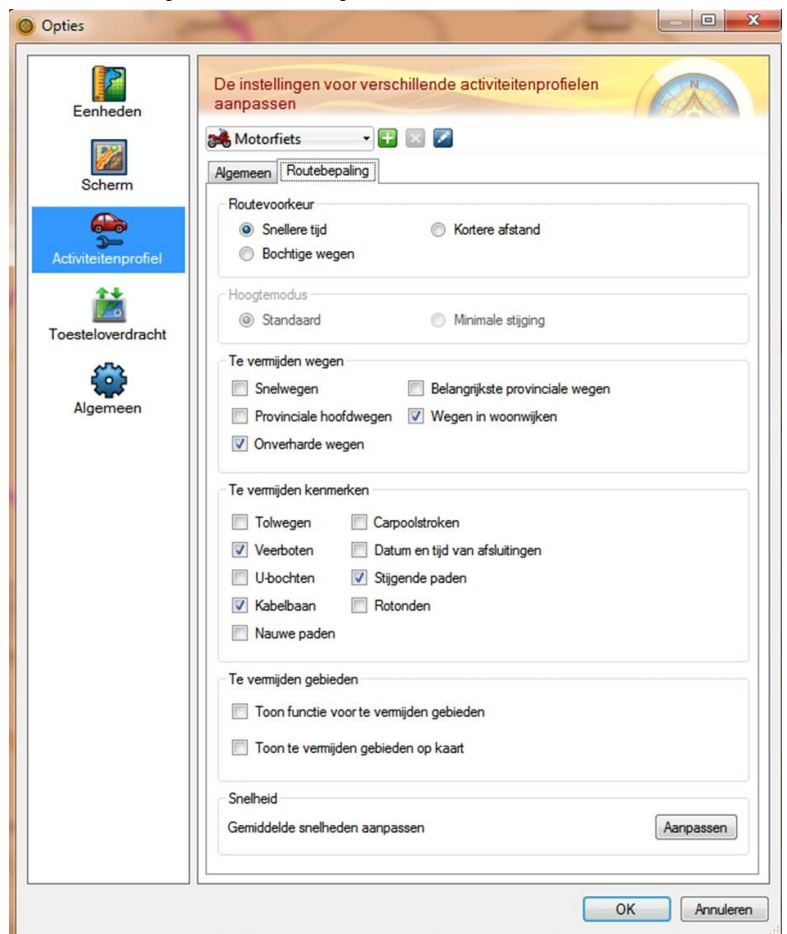 Opties
Eenheden
Scherm
Activiteitenprofiel
Toesteloverdracht
Algemeen
De instellingen voor verschillende activiteitenprofielen
aanpassen
N
Motorfiets
Algemeen Routebepaling
Routevoorkeur
Snellere tijd Kortere afstand
Bochtige wegen
Hoogtemodus
Standaard Minimale stijging
Te vermijden wegen
Snelwegen Belangrijkste provinciale wegen
Provinciale hoofdwegen Wegen in woonwijken
Onverharde wegen
Te vermijden kenmerken
Tolwegen Carpoolstroken
Veerboten Datum en tijd van afsluitingen
U-bochten Stijgende paden
Kabelbaan Rotonden
Nauwe paden
Te vermijden gebieden
Toon functie voor te vermijden gebieden
Toon te vermijden gebieden op kaart
Snelheid
Gemiddelde snelheden aanpassen Aanpassen
OK Annuleren